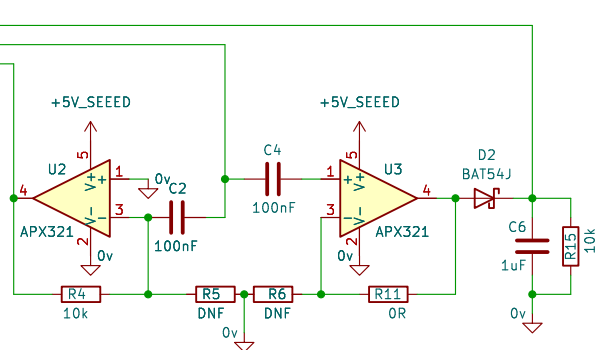 +5V_SEEED
+5V_SEEED
5
5
U2
1
0v
C2
C4
1
U3
4
D2
BAT54J
4
V+
+
V+
+
3
V-
-
100nF
3
V-
-
APX321
100nF
APX321
2
0v
2
0v
C6
1uF
R15
10k
R4
10k
R5
DNF
R6
DNF
R11
0R
0v
0v